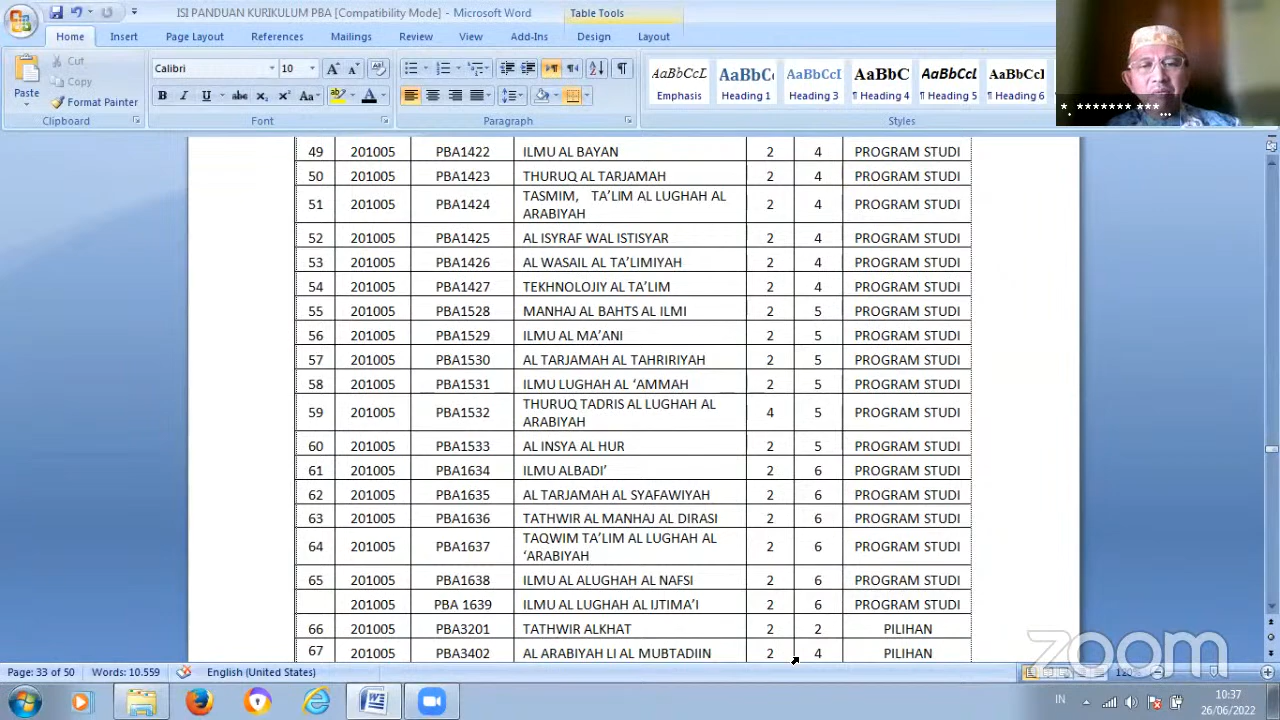 ISI PANDUAN KURIKULUM PBA [Compatibility Mode] - Microsoft Word
Table Tools
Home Insert Page Layout References Mailings Review View Add-Ins Design Layout
Paste
Cut
Copy
Format Painter
Clipboard
Calibri 10
Font
Paragraph
AaBbCcL AaBbCc AaBbCcI AaBbC AaBbCc AaBbCcI
Emphasis Heading 1 Heading 3 ¶ Heading 4 ¶ Heading 5 ¶ Heading 6
Styles
*. ******* ***...
49 201005 PBA1422 ILMU AL BAYAN 2 4 PROGRAM STUDI
50 201005 PBA1423 THURUQ AL TARJAMAH 2 4 PROGRAM STUDI
51 201005 PBA1424 TASMIM, TA’LIM AL LUGHAH AL
ARABIYAH 2 4 PROGRAM STUDI
52 201005 PBA1425 AL ISYRAF WAL ISTISYAR 2 4 PROGRAM STUDI
53 201005 PBA1426 AL WASAIL AL TA’LIMIYAH 2 4 PROGRAM STUDI
54 201005 PBA1427 TEKHNOLOJIY AL TA’LIM 2 4 PROGRAM STUDI
55 201005 PBA1528 MANHAJ AL BAHTS AL ILMI 2 5 PROGRAM STUDI
56 201005 PBA1529 ILMU AL MA’ANI 2 5 PROGRAM STUDI
57 201005 PBA1530 AL TARJAMAH AL TAHRIRIYAH 2 5 PROGRAM STUDI
58 201005 PBA1531 ILMU LUGHAH AL ‘AMMAH 2 5 PROGRAM STUDI
59 201005 PBA1532 THURUQ TADRIS AL LUGHAH AL
ARABIYAH 4 5 PROGRAM STUDI
60 201005 PBA1533 AL INSYA AL HUR 2 5 PROGRAM STUDI
61 201005 PBA1634 ILMU ALBADI’ 2 6 PROGRAM STUDI
62 201005 PBA1635 AL TARJAMAH AL SYAFAWIYAH 2 6 PROGRAM STUDI
63 201005 PBA1636 TATHWIR AL MANHAJ AL DIRASI 2 6 PROGRAM STUDI
64 201005 PBA1637 TAQWIM TA’LIM AL LUGHAH AL
‘ARABIYAH 2 6 PROGRAM STUDI
65 201005 PBA1638 ILMU AL ALUGHAH AL NAFSI 2 6 PROGRAM STUDI
201005 PBA 1639 ILMU AL LUGHAH AL IJTIMA’I 2 6 PROGRAM STUDI
66 201005 PBA3201 TATHWIR ALKHAT 2 2 PILIHAN
67 201005 PBA3402 AL ARABIYAH LI AL MUBTADIIN 2 4 PILIHAN
zoom
Page: 33 of 50 Words: 10.559 English (United States)
IN
10:37
26/06/2022